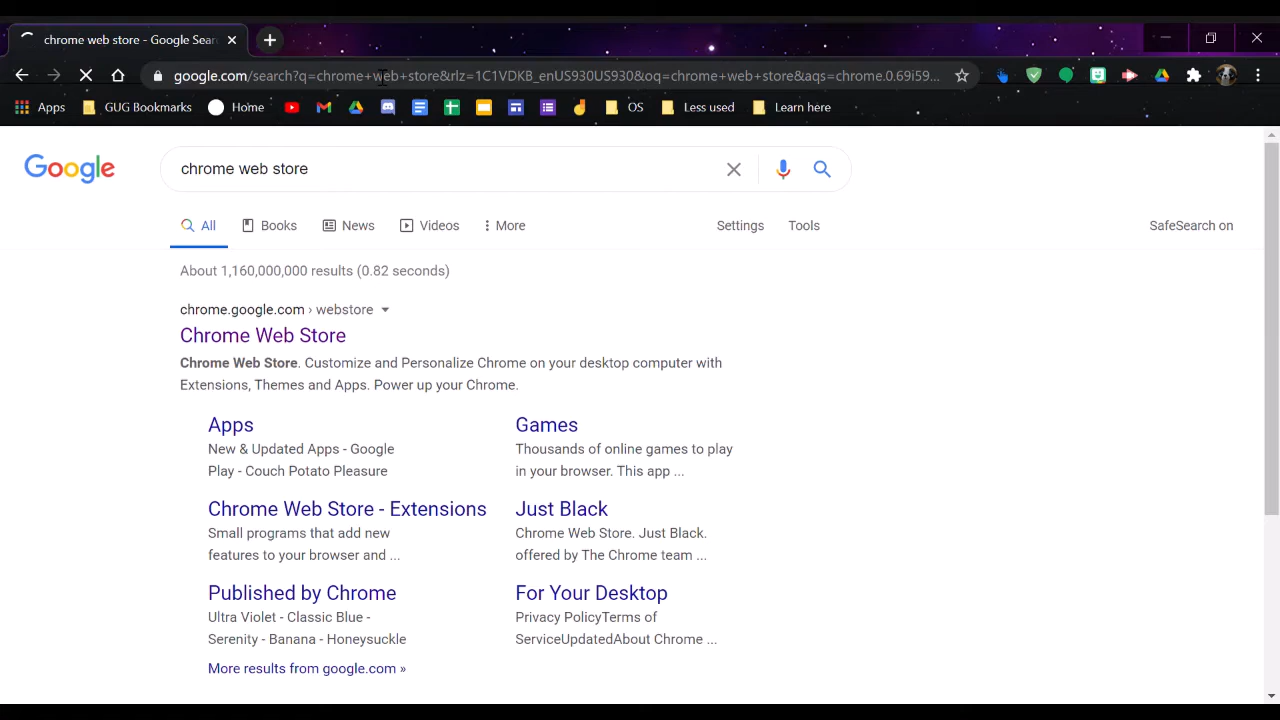 chrome web store - Google Sear
google.com/search?q=chrome+web+store&rlz=1C1VDKB_enUS930US930&oq=chrome+web+store&aqs=chrome.0.69i59...
Apps GUG Bookmarks Home OS Less used Learn here
Google chrome web store
All Books News Videos More Settings Tools SafeSearch on
About 1,160,000,000 results (0.82 seconds)
chrome.google.com › webstore
Chrome Web Store
Chrome Web Store. Customize and Personalize Chrome on your desktop computer with
Extensions, Themes and Apps. Power up your Chrome.
Apps
New & Updated Apps - Google
Play - Couch Potato Pleasure
Games
Thousands of online games to play
in your browser. This app ...
Chrome Web Store - Extensions
Small programs that add new
features to your browser and ...
Just Black
Chrome Web Store. Just Black.
offered by The Chrome team ...
Published by Chrome
Ultra Violet - Classic Blue -
Serenity - Banana - Honeysuckle
For Your Desktop
Privacy PolicyTerms of
ServiceUpdatedAbout Chrome ...
More results from google.com »